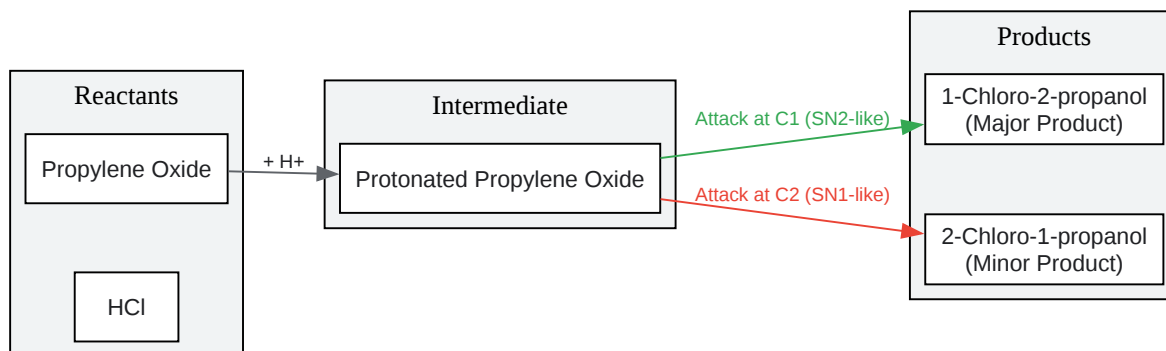 Reactants
Propylene Oxide
HCl
+ H+
Intermediate
Protonated Propylene Oxide
Attack at C1 (SN2-like)
Attack at C2 (SN1-like)
Products
1-Chloro-2-propanol
(Major Product)
2-Chloro-1-propanol
(Minor Product)